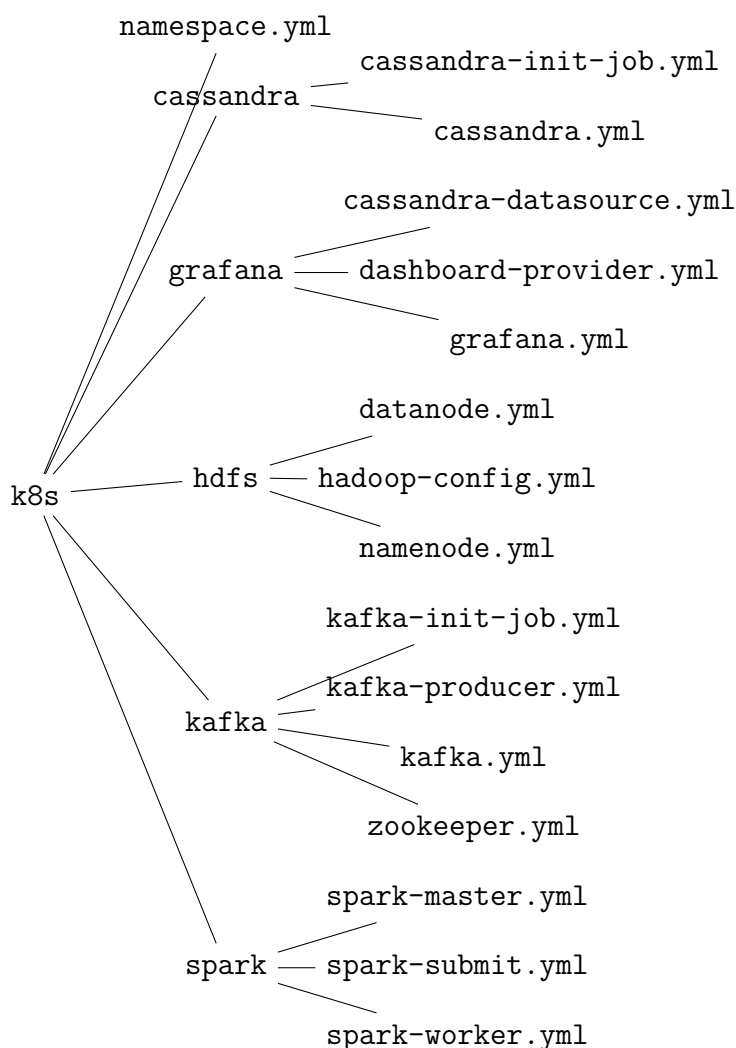 namespace.yml
cassandra-init-job.yml
cassandra
cassandra.yml
cassandra-datasource.yml
grafana
dashboard-provider.yml
grafana.yml
datanode.yml
hdfs
hadoop-config.yml
k8s
namenode.yml
kafka-init-job.yml
kafka-producer.yml
kafka
kafka.yml
zookeeper.yml
spark-master.yml
spark
spark-submit.yml
spark-worker.yml